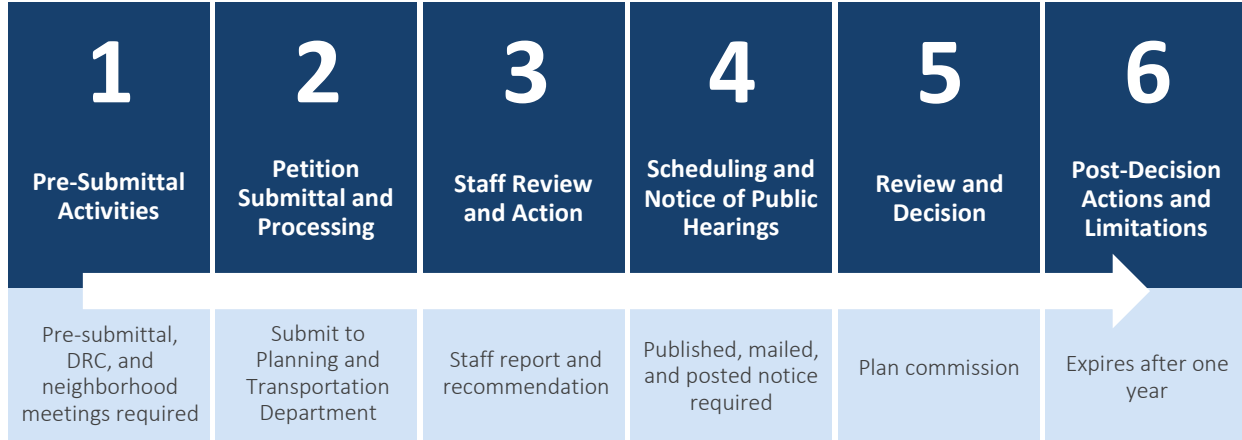 1
Pre-Submittal
Activities
Pre-submittal,
DRC, and
neighborhood
meetings required
2
Petition
Submittal and
Processing
Submit to
Planning and
Transportation
Department
3
Staff Review
and Action
Staff report and
recommendation
4
Scheduling and
Notice of Public
Hearings
Published, mailed,
and posted notice
required
5
Review and
Decision
Plan commission
6
Post-Decision
Actions and
Limitations
Expires after one
year